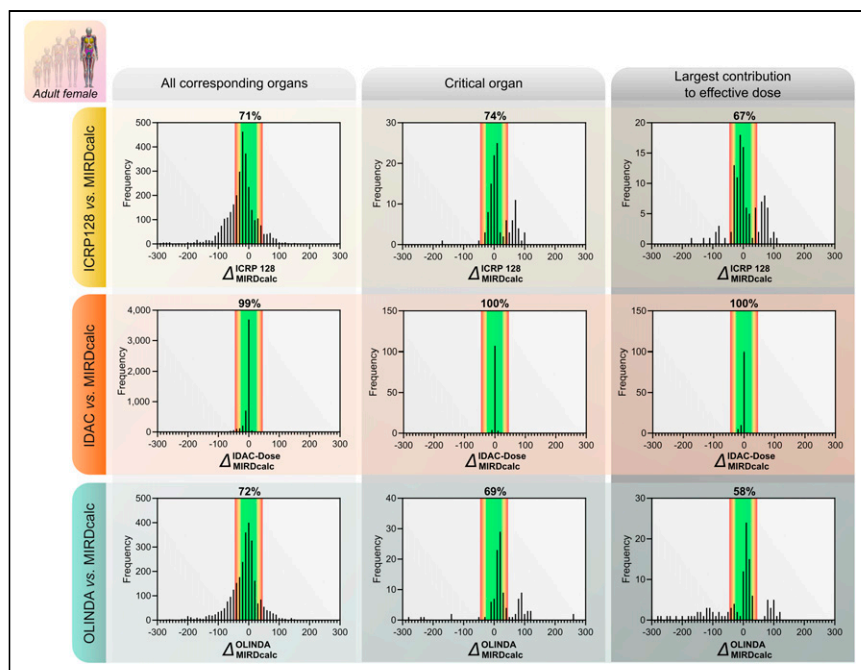 Adult female
All corresponding organs
Critical organ
Largest contribution
to effective dose
ICRP128 vs. MIRDcalc
71%
Frequency
500
400
300
200
100
0
-300 -200 -100 0 100 200 300
Δ ICRP 128
MIRDcalc
74%
Frequency
30
20
10
0
-300 -200 -100 0 100 200 300
Δ ICRP 128
MIRDcalc
67%
Frequency
20
15
10
5
0
-300 -200 -100 0 100 200 300
Δ ICRP 128
MIRDcalc
IDAC vs. MIRDcalc
99%
Frequency
4,000
3,000
2,000
1,000
0
-300 -200 -100 0 100 200 300
Δ IDAC-Dose
MIRDcalc
100%
Frequency
150
100
50
0
-300 -200 -100 0 100 200 300
Δ IDAC-Dose
MIRDcalc
100%
Frequency
150
100
50
0
-300 -200 -100 0 100 200 300
Δ IDAC-Dose
MIRDcalc
OLINDA vs. MIRDcalc
72%
Frequency
500
400
300
200
100
0
-300 -200 -100 0 100 200 300
Δ OLINDA
MIRDcalc
69%
Frequency
40
30
20
10
0
-300 -200 -100 0 100 200 300
Δ OLINDA
MIRDcalc
58%
Frequency
30
20
10
0
-300 -200 -100 0 100 200 300
Δ OLINDA
MIRDcalc